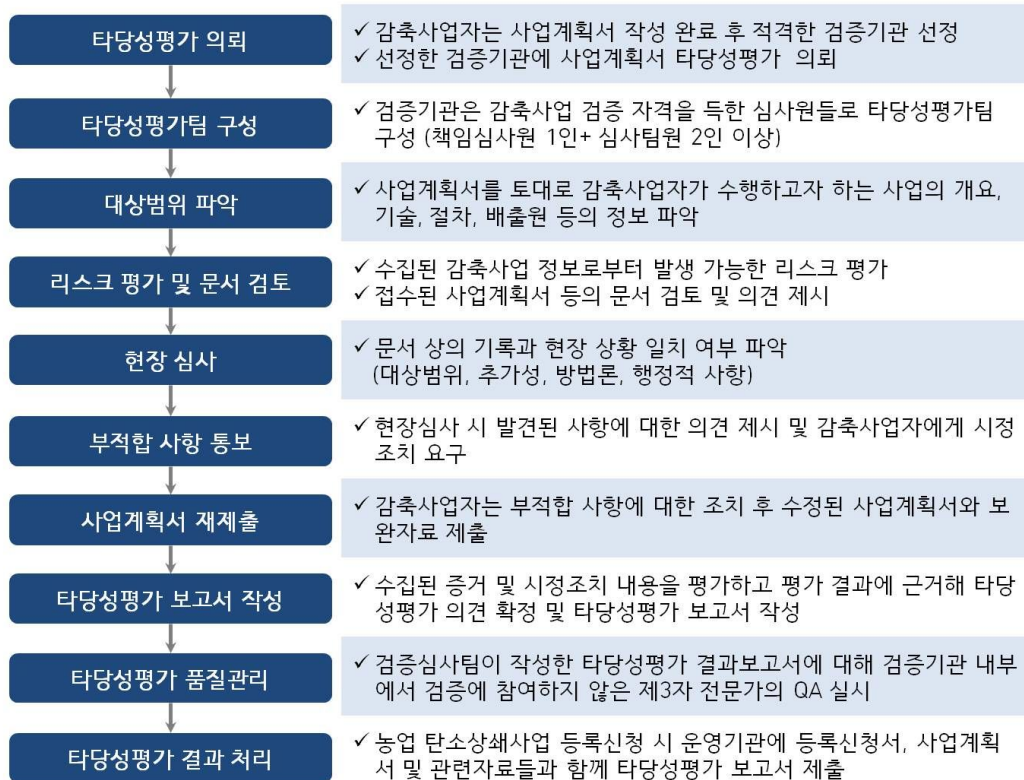 타당성평가 의뢰
✓ 감축사업자는 사업계획서 작성 완료 후 적격한 검증기관 선정
✓ 선정한 검증기관에 사업계획서 타당성평가 의뢰
타당성평가팀 구성
✓ 검증기관은 감축사업 검증 자격을 득한 심사원들로 타당성평가팀
구성 (책임심사원 1인+ 심사팀원 2인 이상)
대상범위 파악
✓ 사업계획서를 토대로 감축사업자가 수행하고자 하는 사업의 개요,
기술, 절차, 배출원 등의 정보 파악
리스크 평가 및 문서 검토
✓ 수집된 감축사업 정보로부터 발생 가능한 리스크 평가
✓ 접수된 사업계획서 등의 문서 검토 및 의견 제시
현장 심사
✓ 문서 상의 기록과 현장 상황 일치 여부 파악
(대상범위, 추가성, 방법론, 행정적 사항)
부적합 사항 통보
✓ 현장심사 시 발견된 사항에 대한 의견 제시 및 감축사업자에게 시정
조치 요구
사업계획서 재제출
✓ 감축사업자는 부적합 사항에 대한 조치 후 수정된 사업계획서와 보
완자료 제출
타당성평가 보고서 작성
✓ 수집된 증거 및 시정조치 내용을 평가하고 평가 결과에 근거해 타당
성평가 의견 확정 및 타당성평가 보고서 작성
타당성평가 품질관리
✓ 검증심사팀이 작성한 타당성평가 결과보고서에 대해 검증기관 내부
에서 검증에 참여하지 않은 제3자 전문가의 QA 실시
타당성평가 결과 처리
✓ 농업 탄소상쇄사업 등록신청 시 운영기관에 등록신청서, 사업계획
서 및 관련자료들과 함께 타당성평가 보고서 제출